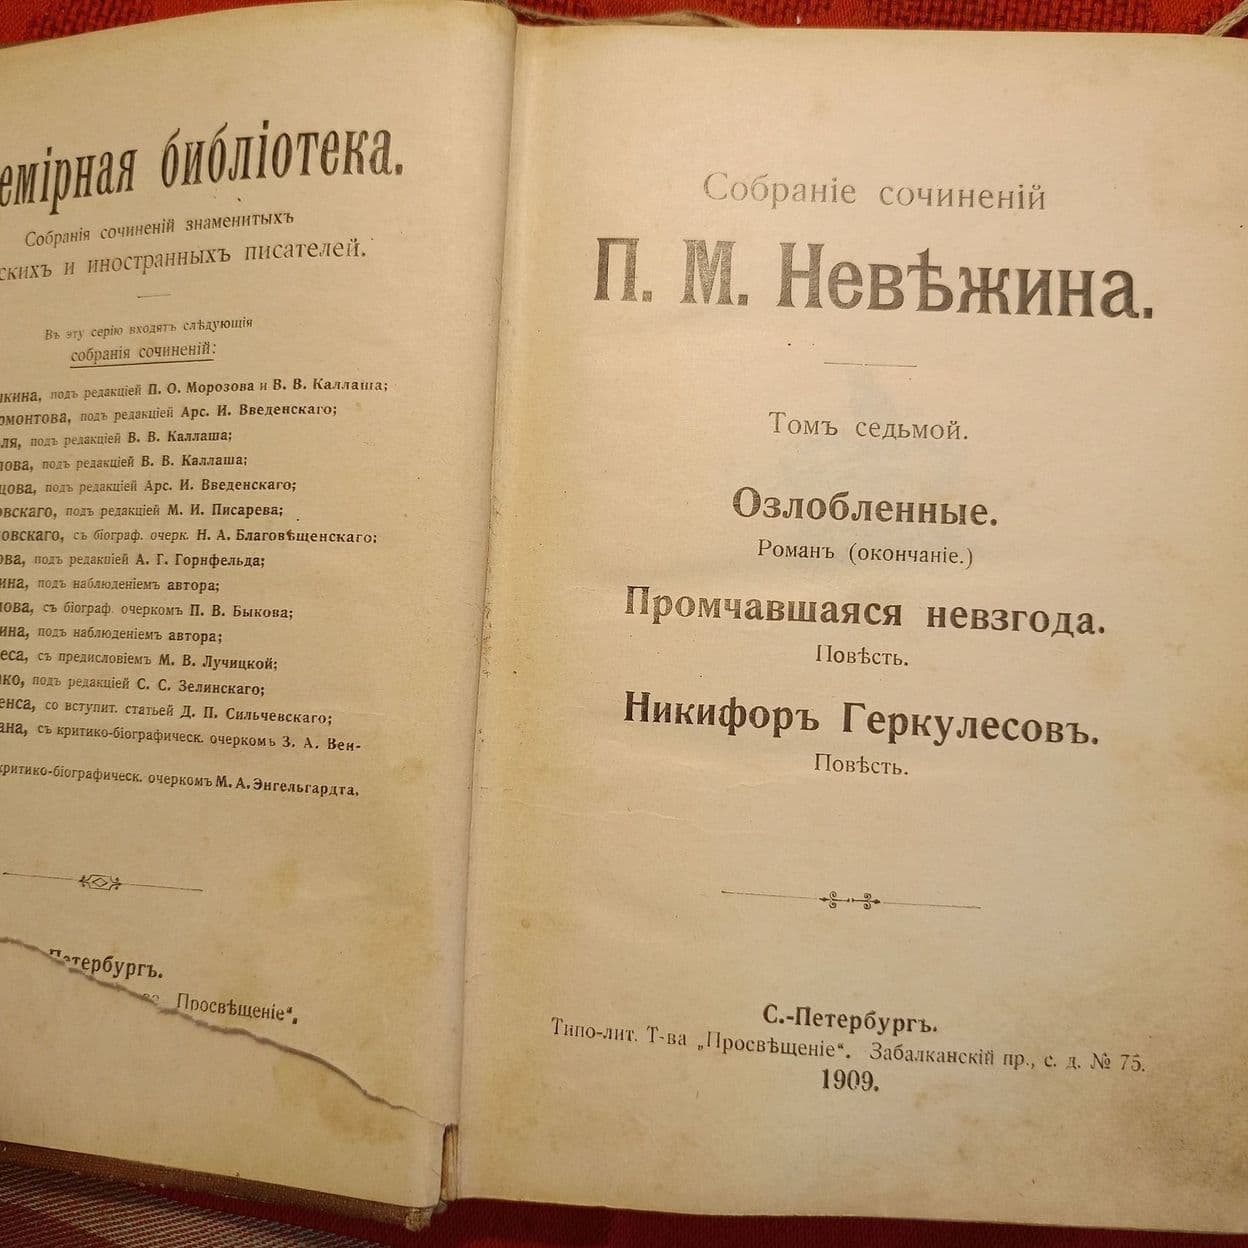 емірная библіотека.
Собранія сочиненій знаменитыхъ
скихъ и иностранныхъ писателей.
Въ эту серію входятъ слѣдующія
собранія сочиненій:
кина, подъ редакціей П. О. Морозова и В. В. Каллаша;
рмонтова, подъ редакціей Арс. И. Введенскаго;
ля, подъ редакціей В. В. Каллаша;
лова, подъ редакціей В. В. Каллаша;
цова, подъ редакціей Арс. И. Введенскаго;
овскаго, подъ редакціей М. И. Писарева;
овскаго, съ біограф. очерк. Н. А. Благовѣщенскаго;
ова, подъ редакціей А. Г. Горнфельда;
ина, подъ наблюденіемъ автора;
лова, съ біограф. очеркомъ П. В. Быкова;
ина, подъ наблюденіемъ автора;
еса, съ предисловіемъ М. В. Лучицкой;
ко, подъ редакціей С. С. Зелинскаго;
енса, со вступит. статьей Д. П. Сильчевскаго;
ана, съ критико-біографическ. очеркомъ З. А. Вен-
критико-біографическ. очеркомъ М. А. Энгельгардта.
Петербургъ.
ва „Просвѣщеніе“.
Собраніе сочиненій
П. М. Невѣжина.
Томъ седьмой.
Озлобленные.
Романъ (окончаніе.)
Промчавшаяся невзгода.
Повѣсть.
Никифоръ Геркулесовъ.
Повѣсть.
С.-Петербургъ.
Типо-лит. Т-ва „Просвѣщеніе“. Забалканскій пр., с. д. № 75.
1909.